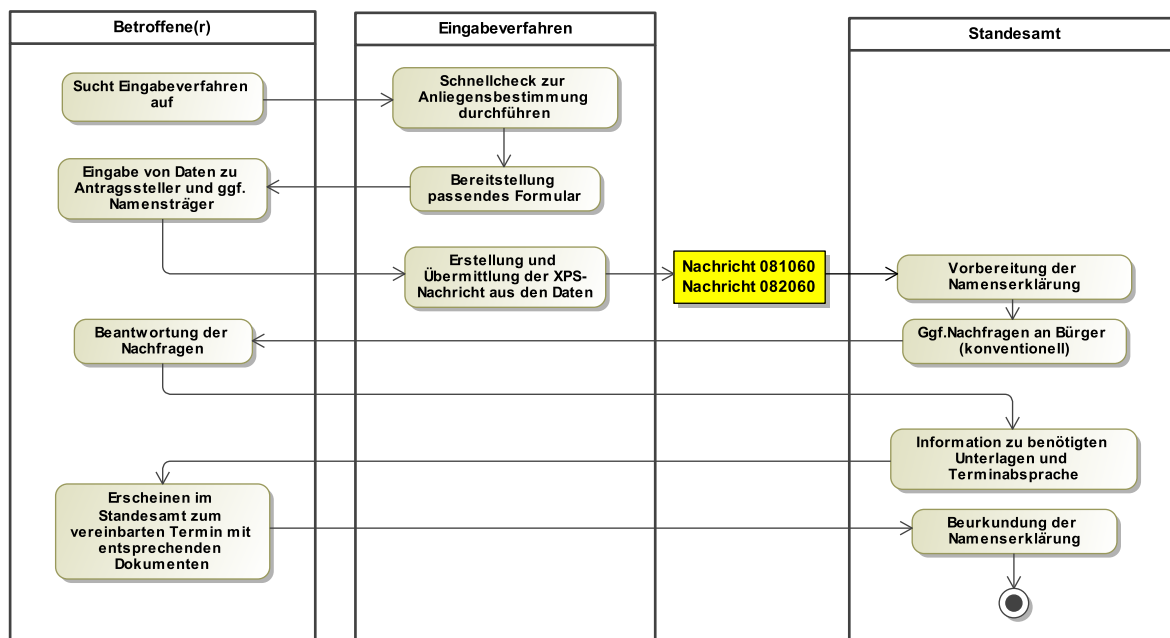 Betroffene(r)
Eingabeverfahren
Standesamt
Sucht Eingabeverfahren
auf
Schnellcheck zur
Anliegensbestimmung
durchführen
Bereitstellung
passendes Formular
Eingabe von Daten zu
Antragssteller und ggf.
Namensträger
Erstellung und
Übermittlung der XPS-
Nachricht aus den Daten
Nachricht 081060
Nachricht 082060
Vorbereitung der
Namenserklärung
Ggf.Nachfragen an Bürger
(konventionell)
Beantwortung der
Nachfragen
Information zu benötigten
Unterlagen und
Terminabsprache
Erscheinen im
Standesamt zum
vereinbarten Termin mit
entsprechenden
Dokumenten
Beurkundung der
Namenserklärung